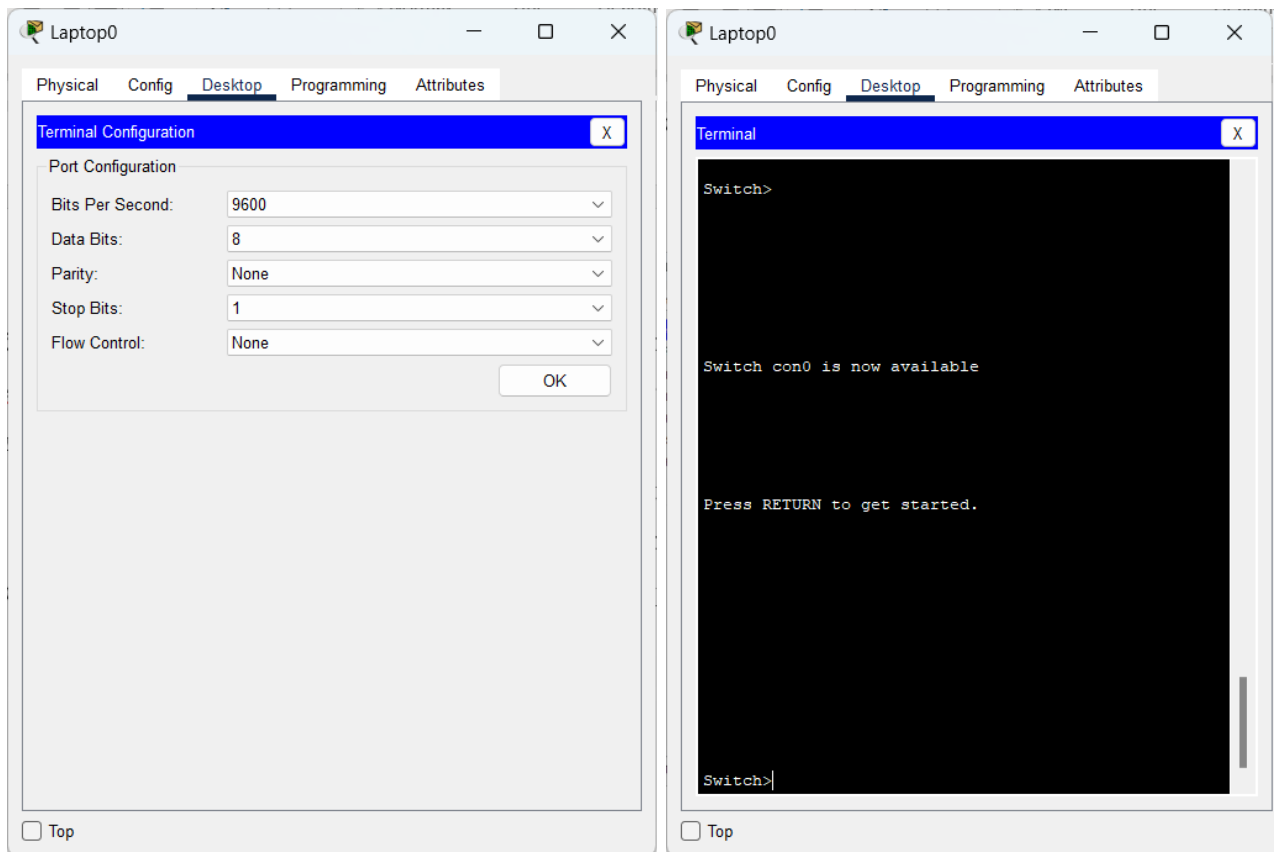 Laptop0
Physical Config Desktop Programming Attributes
Terminal Configuration X
Port Configuration
Bits Per Second: 9600
Data Bits: 8
Parity: None
Stop Bits: 1
Flow Control: None
OK
Top
Laptop0
Physical Config Desktop Programming Attributes
Terminal X
Switch>
Switch con0 is now available
Press RETURN to get started.
Switch>
Top